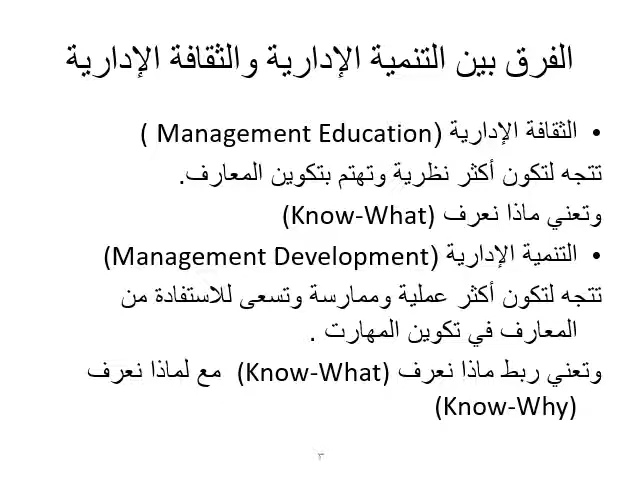 الفرق بين التنمية الإدارية والثقافة الإدارية
• الثقافة الإدارية (Management Education )
تتجه لتكون أكثر نظرية وتهتم بتكوين المعارف.
وتعني ماذا نعرف (Know-What)
• التنمية الإدارية (Management Development)
تتجه لتكون أكثر عملية وممارسة وتسعى للاستفادة من
المعارف في تكوين المهارت .
وتعني ربط ماذا نعرف (Know-What) مع لماذا نعرف
(Know-Why)
٣